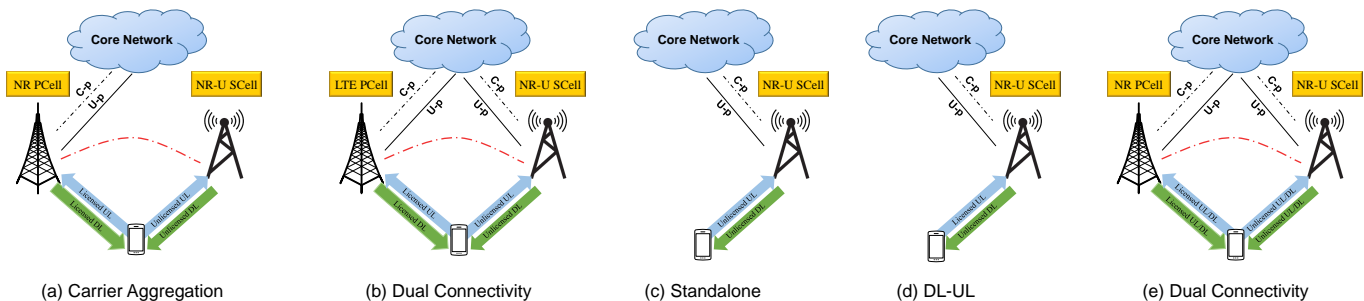 Core Network
NR PCell
C-p
U-p
NR-U SCell
Licensed UL
Licensed DL
Unlicensed UL
Unlicensed DL
(a) Carrier Aggregation
Core Network
LTE PCell
C-p
U-p
C-p
U-p
NR-U SCell
Licensed UL
Licensed DL
Unlicensed UL
Unlicensed DL
(b) Dual Connectivity
Core Network
C-p
U-p
NR-U SCell
Unlicensed UL
Unlicensed DL
(c) Standalone
Core Network
C-p
U-p
NR-U SCell
Licensed UL
Unlicensed DL
(d) DL-UL
Core Network
NR PCell
C-p
U-p
C-p
U-p
NR-U SCell
Licensed UL/DL
Licensed UL/DL
Unlicensed UL/DL
Unlicensed UL/DL
(e) Dual Connectivity